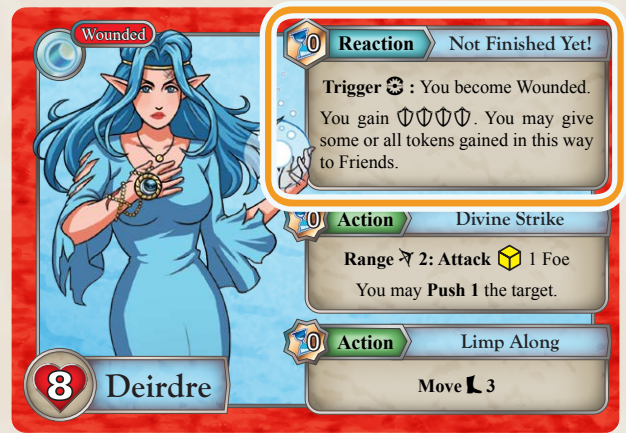 Wounded
0 Reaction Not Finished Yet!
Trigger : You become Wounded.
You gain . You may give
some or all tokens gained in this way
to Friends.
0 Action Divine Strike
Range 2: Attack 1 Foe
You may Push 1 the target.
0 Action Limp Along
Move 3
8 Deirdre